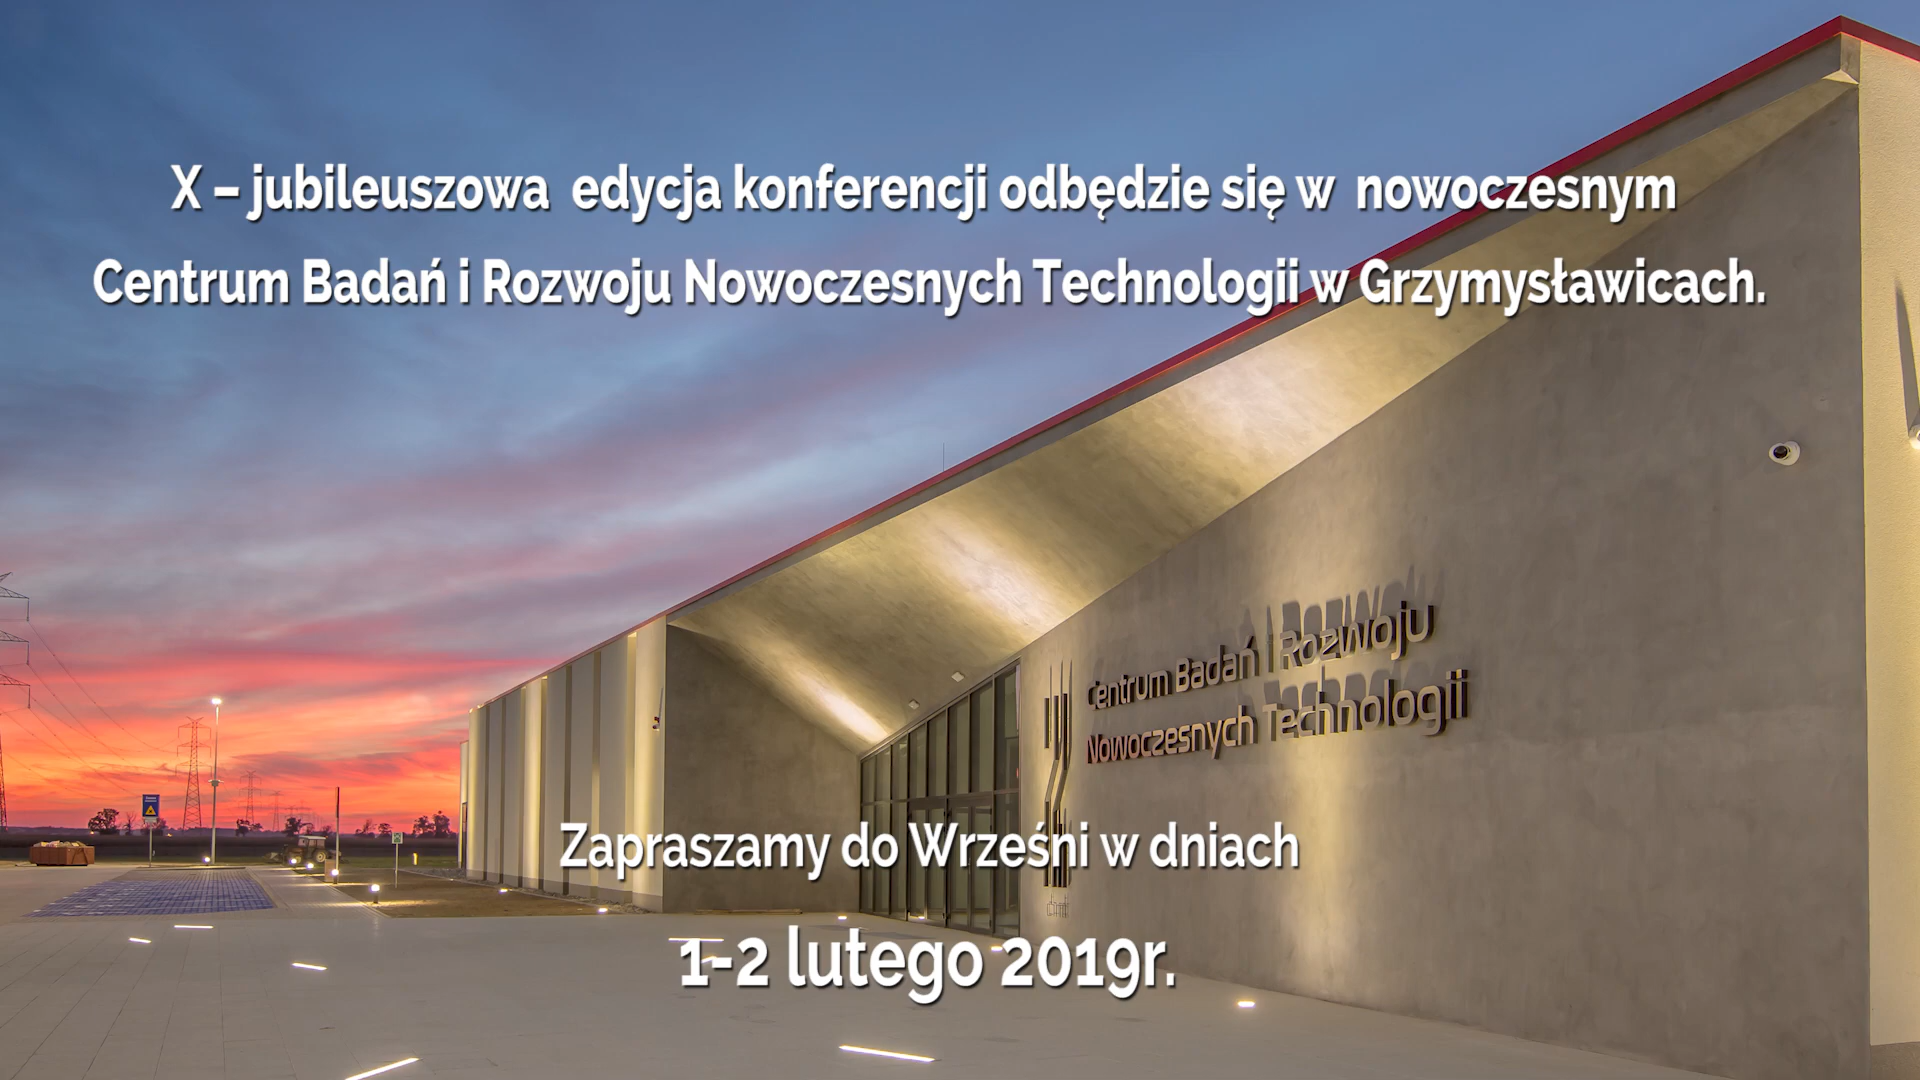 X – jubileuszowa edycja konferencji odbędzie się w nowoczesnym
Centrum Badań i Rozwoju Nowoczesnych Technologii w Grzymysławicach.
Centrum Badań i Rozwoju
Nowoczesnych Technologii
Zapraszamy do Wrześni w dniach
1-2 lutego 2019r.